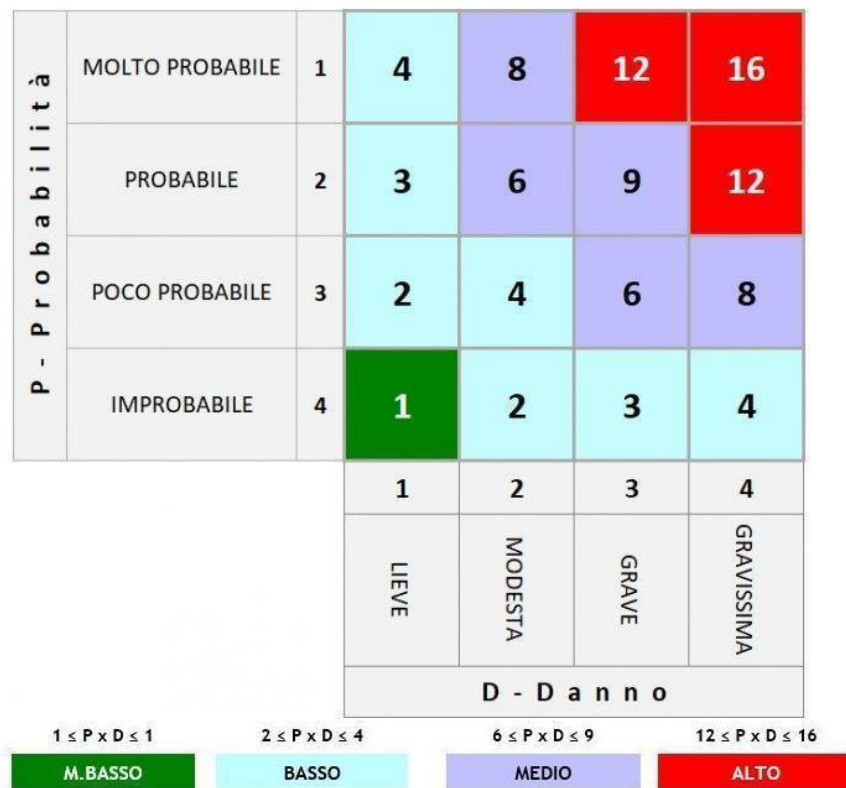 P - Probabilità
MOLTO PROBABILE 1 4 8 12 16
PROBABILE 2 3 6 9 12
POCO PROBABILE 3 2 4 6 8
IMPROBABILE 4 1 2 3 4
1 2 3 4
LIEVE MODESTA GRAVE GRAVISSIMA
D - Danno
1 ≤ P x D ≤ 1 2 ≤ P x D ≤ 4 6 ≤ P x D ≤ 9 12 ≤ P x D ≤ 16
M.BASSO BASSO MEDIO ALTO